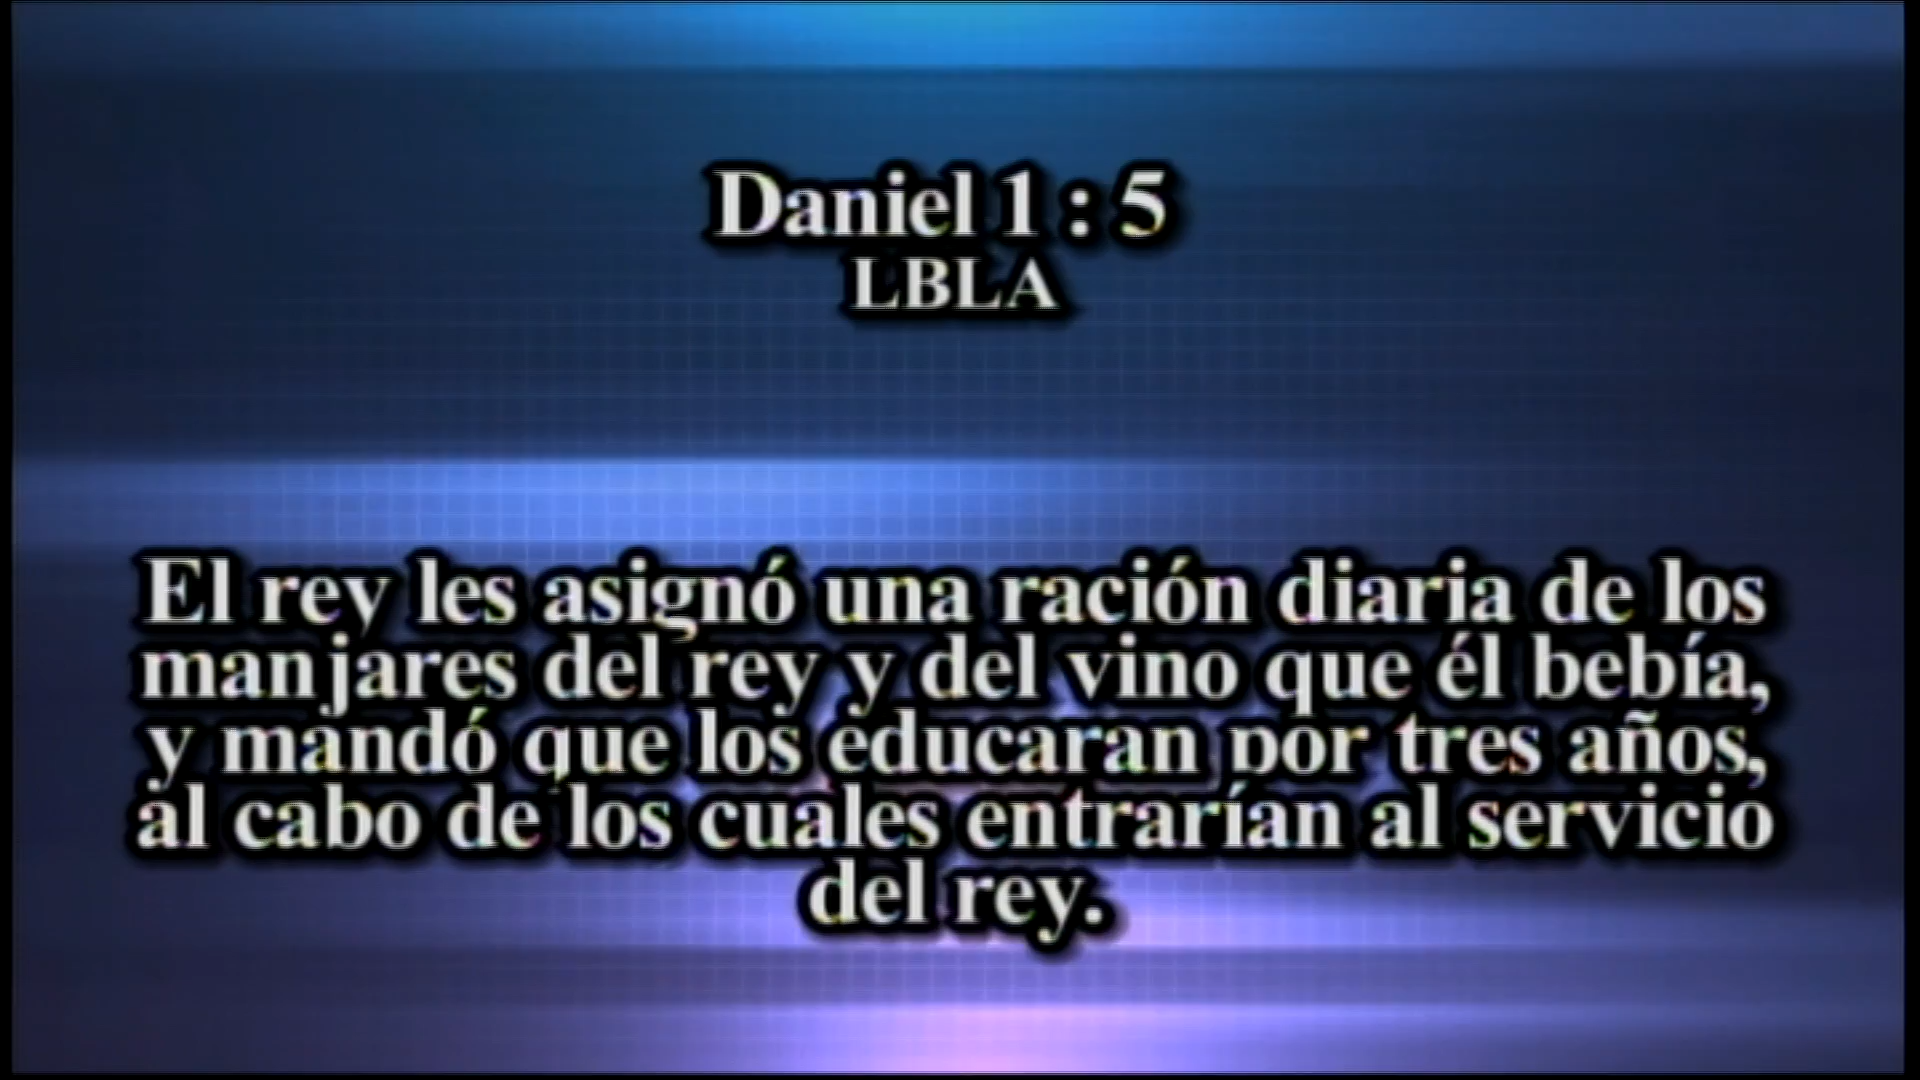 Daniel 1 : 5
LBLA
El rey les asignó una ración diaria de los
manjares del rey y del vino que él bebía,
y mandó que los educaran por tres años,
al cabo de los cuales entrarían al servicio
del rey.